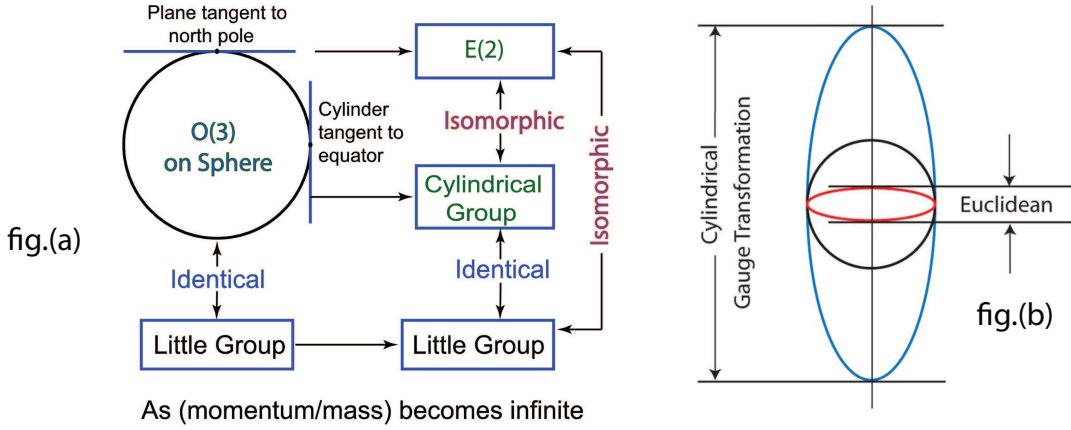 Plane tangent to
north pole
O(3)
on Sphere
Cylinder
tangent to
equator
E(2)
Isomorphic
Isomorphic
Cylindrical
Group
fig.(a)
Identical
Identical
Little Group
Little Group
As (momentum/mass) becomes infinite
Cylindrical
Gauge Transformation
Euclidean
fig.(b)